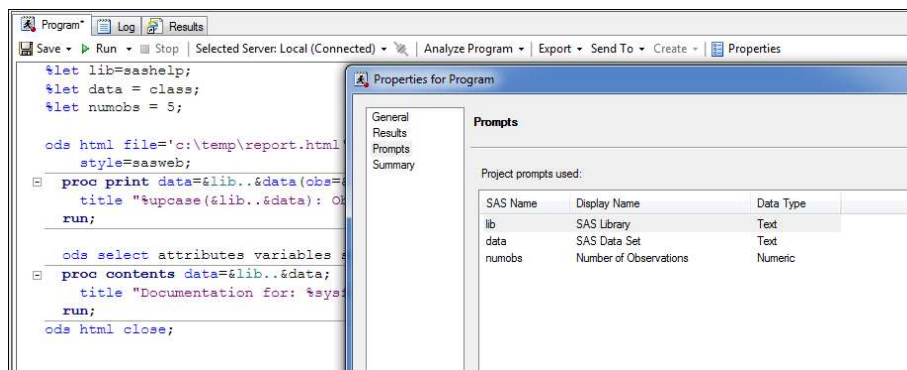 Program* Log Results
Save Run Stop Selected Server: Local (Connected) Analyze Program Export Send To Create Properties
%let lib=sashelp;
%let data = class;
%let numobs = 5;
ods html file='c:\temp\report.html'
style=sasweb;
proc print data=&lib..&data(obs=
title "%upcase(&lib..&data):
run;
ods select attributes variables
proc contents data=&lib..&data;
title "Documentation for:
run;
ods html close;
Properties for Program
General
Results
Prompts
Summary
Prompts
Project prompts used:
SAS Name Display Name Data Type
lib SAS Library Text
data SAS Data Set Text
numobs Number of Observations Numeric